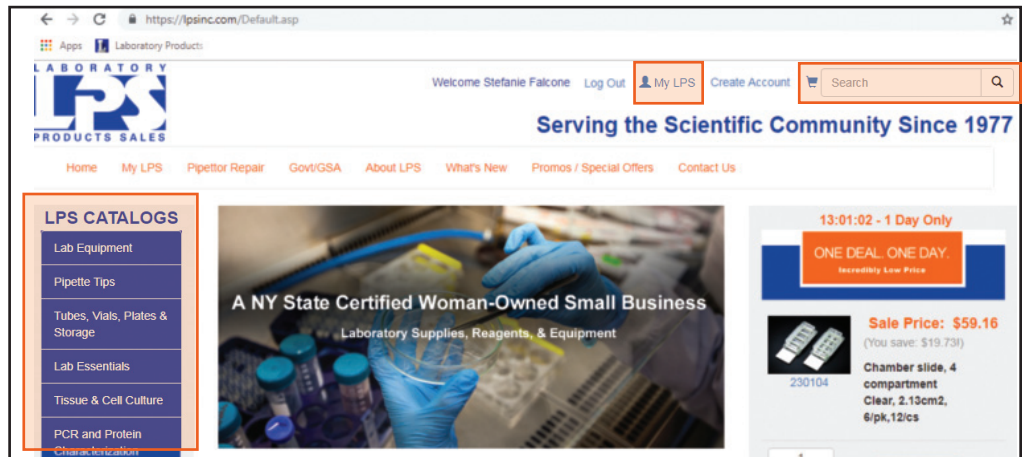 https://lpsinc.com/Default.asp
Apps Laboratory Products
LABORATORY
LPS
PRODUCTS SALES
Welcome Stefanie Falcone Log Out My LPS Create Account Search
Serving the Scientific Community Since 1977
Home My LPS Pipettor Repair Govt/GSA About LPS What's New Promos / Special Offers Contact Us
LPS CATALOGS
Lab Equipment
Pipette Tips
Tubes, Vials, Plates &
Storage
Lab Essentials
Tissue & Cell Culture
PCR and Protein
Characterization
A NY State Certified Woman-Owned Small Business
Laboratory Supplies, Reagents, & Equipment
13:01:02 - 1 Day Only
ONE DEAL. ONE DAY.
Incredibly Low Price
Sale Price: $59.16
(You save: $19.73!)
230104
Chamber slide, 4
compartment
Clear, 2.13cm2,
6/pk,12/cs
1